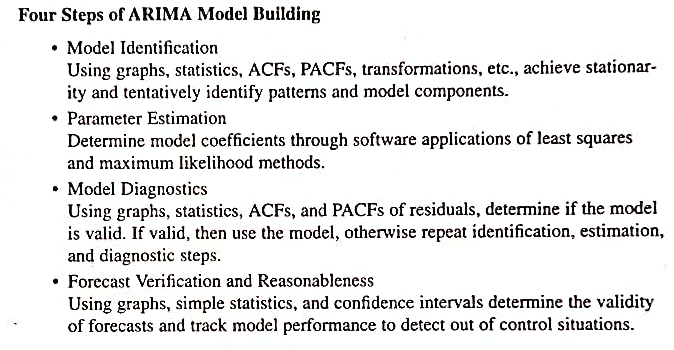 Four Steps of ARIMA Model Building
• Model Identification
Using graphs, statistics, ACFs, PACFs, transformations, etc., achieve stationar-
ity and tentatively identify patterns and model components.
• Parameter Estimation
Determine model coefficients through software applications of least squares
and maximum likelihood methods.
• Model Diagnostics
Using graphs, statistics, ACFs, and PACFs of residuals, determine if the model
is valid. If valid, then use the model, otherwise repeat identification, estimation,
and diagnostic steps.
• Forecast Verification and Reasonableness
Using graphs, simple statistics, and confidence intervals determine the validity
of forecasts and track model performance to detect out of control situations.